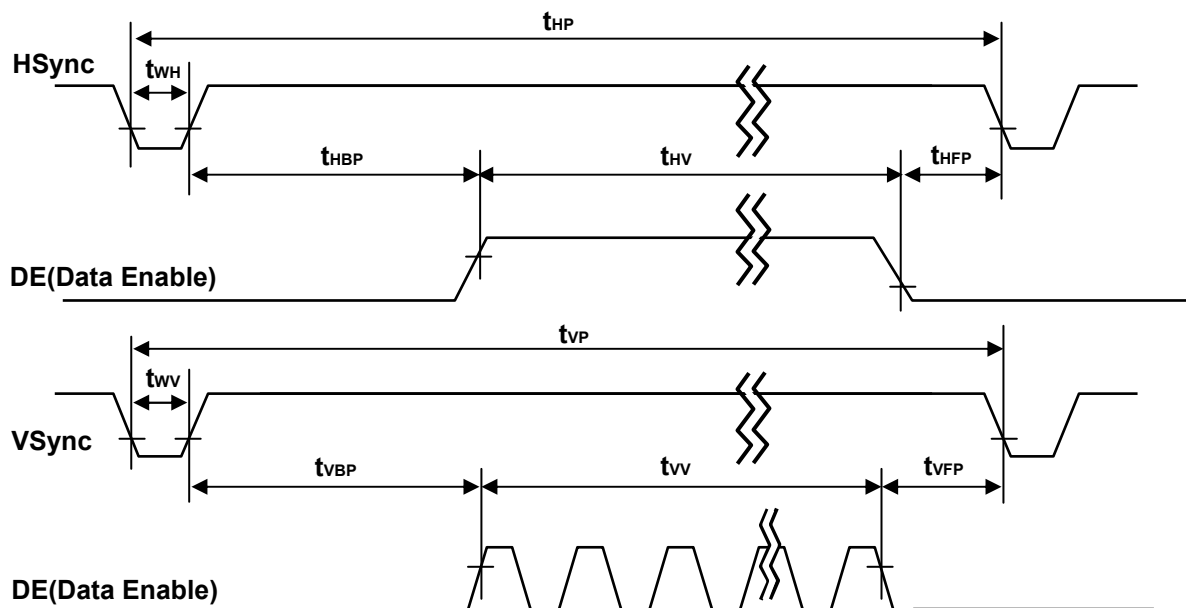 tHP
HSync
tWH
tHBP
tHV
tHFP
DE(Data Enable)
tVP
tWV
VSync
tVBP
tVV
tVFP
DE(Data Enable)